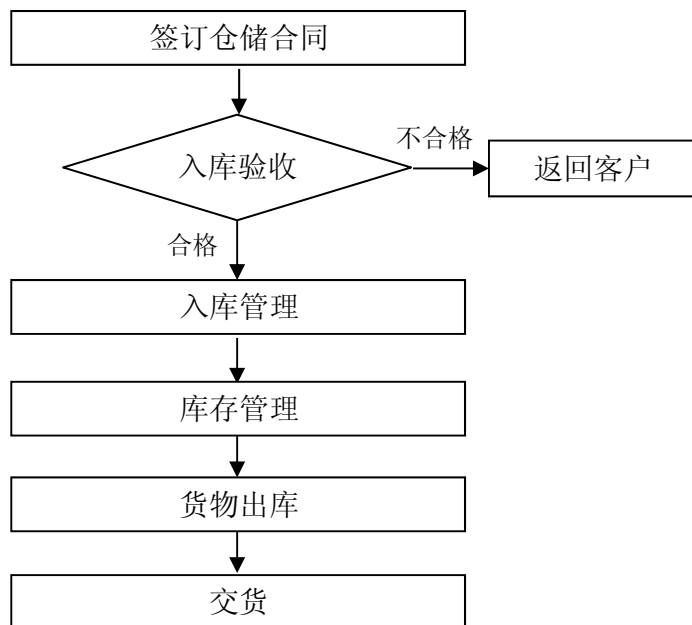 签订仓储合同
入库验收
不合格
返回客户
合格
入库管理
库存管理
货物出库
交货